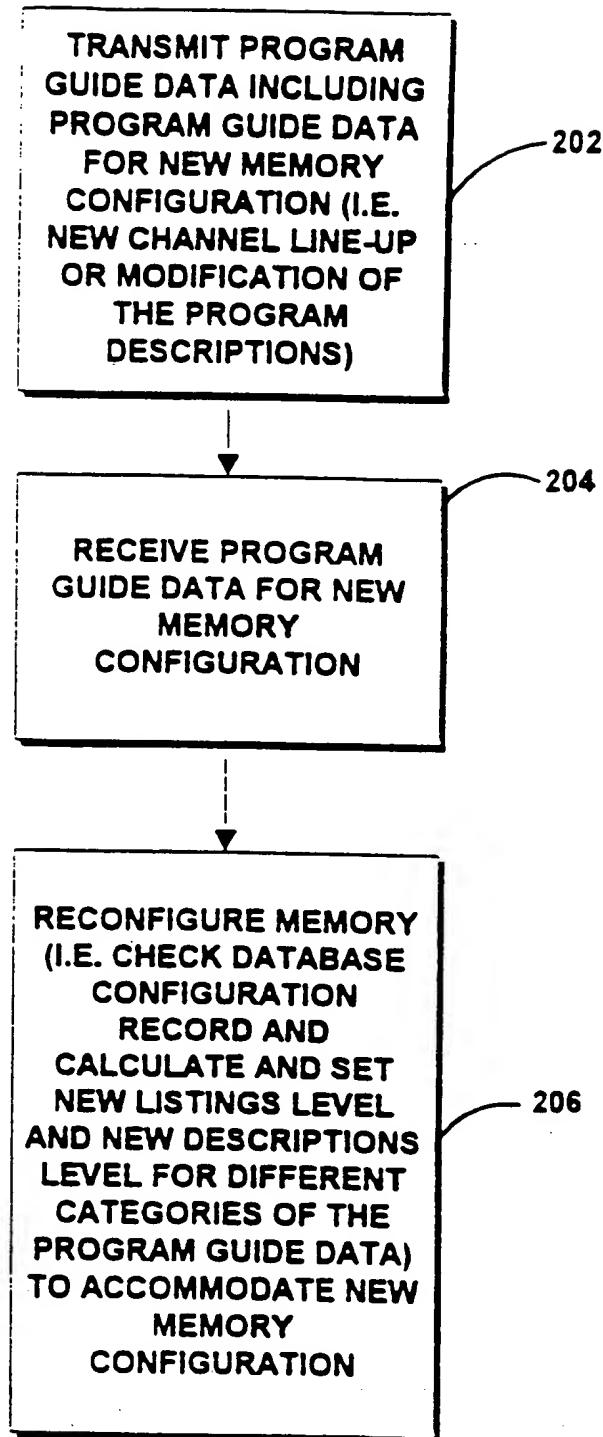 TRANSMIT PROGRAM
GUIDE DATA INCLUDING
PROGRAM GUIDE DATA
FOR NEW MEMORY
CONFIGURATION (I.E.
NEW CHANNEL LINE-UP
OR MODIFICATION OF
THE PROGRAM
DESCRIPTIONS)
202
204
RECEIVE PROGRAM
GUIDE DATA FOR NEW
MEMORY
CONFIGURATION
RECONFIGURE MEMORY
(I.E. CHECK DATABASE
CONFIGURATION
RECORD AND
CALCULATE AND SET
NEW LISTINGS LEVEL
AND NEW DESCRIPTIONS
LEVEL FOR DIFFERENT
CATEGORIES OF THE
PROGRAM GUIDE DATA)
TO ACCOMMODATE NEW
MEMORY
CONFIGURATION
206